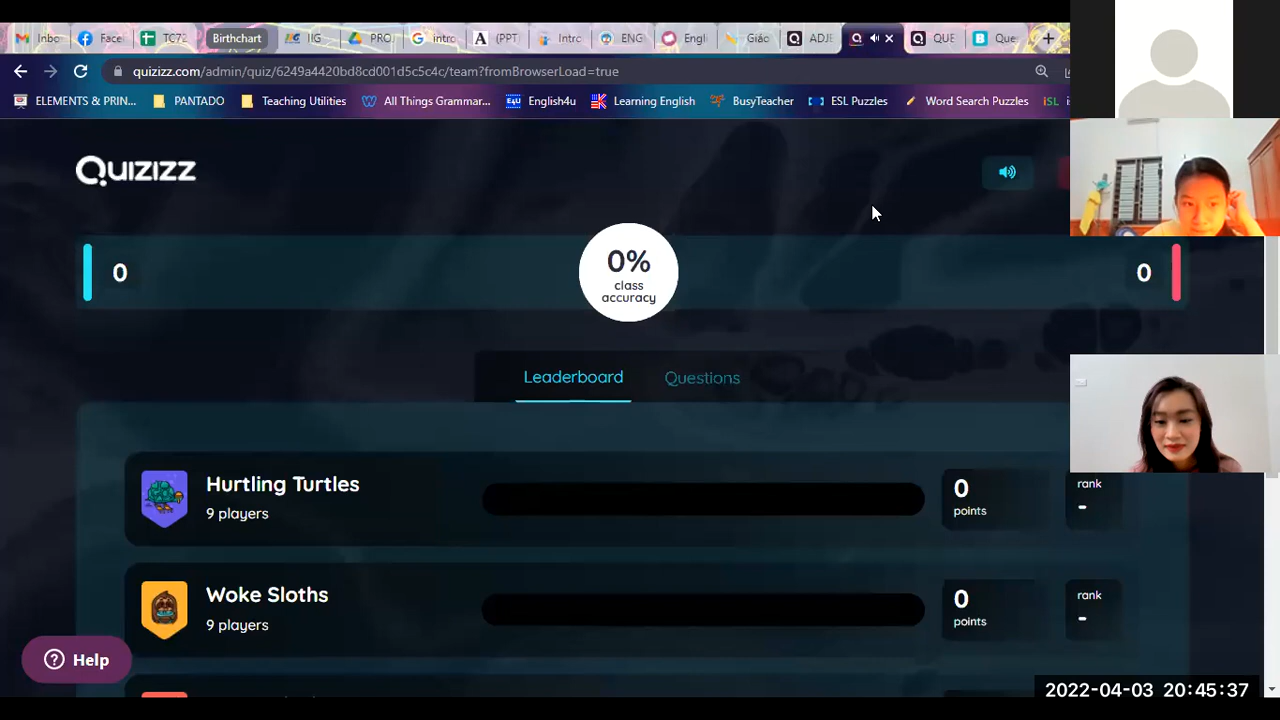 Inbo
Face
TC72
Birthchart
IIG
PRO
intro
(PPT
Intro
ENG
Engl
Giáo
ADJE
QUE
Que
quizizz.com/admin/quiz/6249a4420bd8cd001d5c5c4c/team?fromBrowserLoad=true
ELEMENTS & PRIN...
PANTADO
Teaching Utilities
All Things Grammar...
English4u
Learning English
BusyTeacher
ESL Puzzles
Word Search Puzzles
QUIZIZZ
0
0%
class
accuracy
0
Leaderboard
Questions
Hurtling Turtles
9 players
0
points
rank
-
Woke Sloths
9 players
0
points
rank
-
Help
2022-04-03 20:45:37